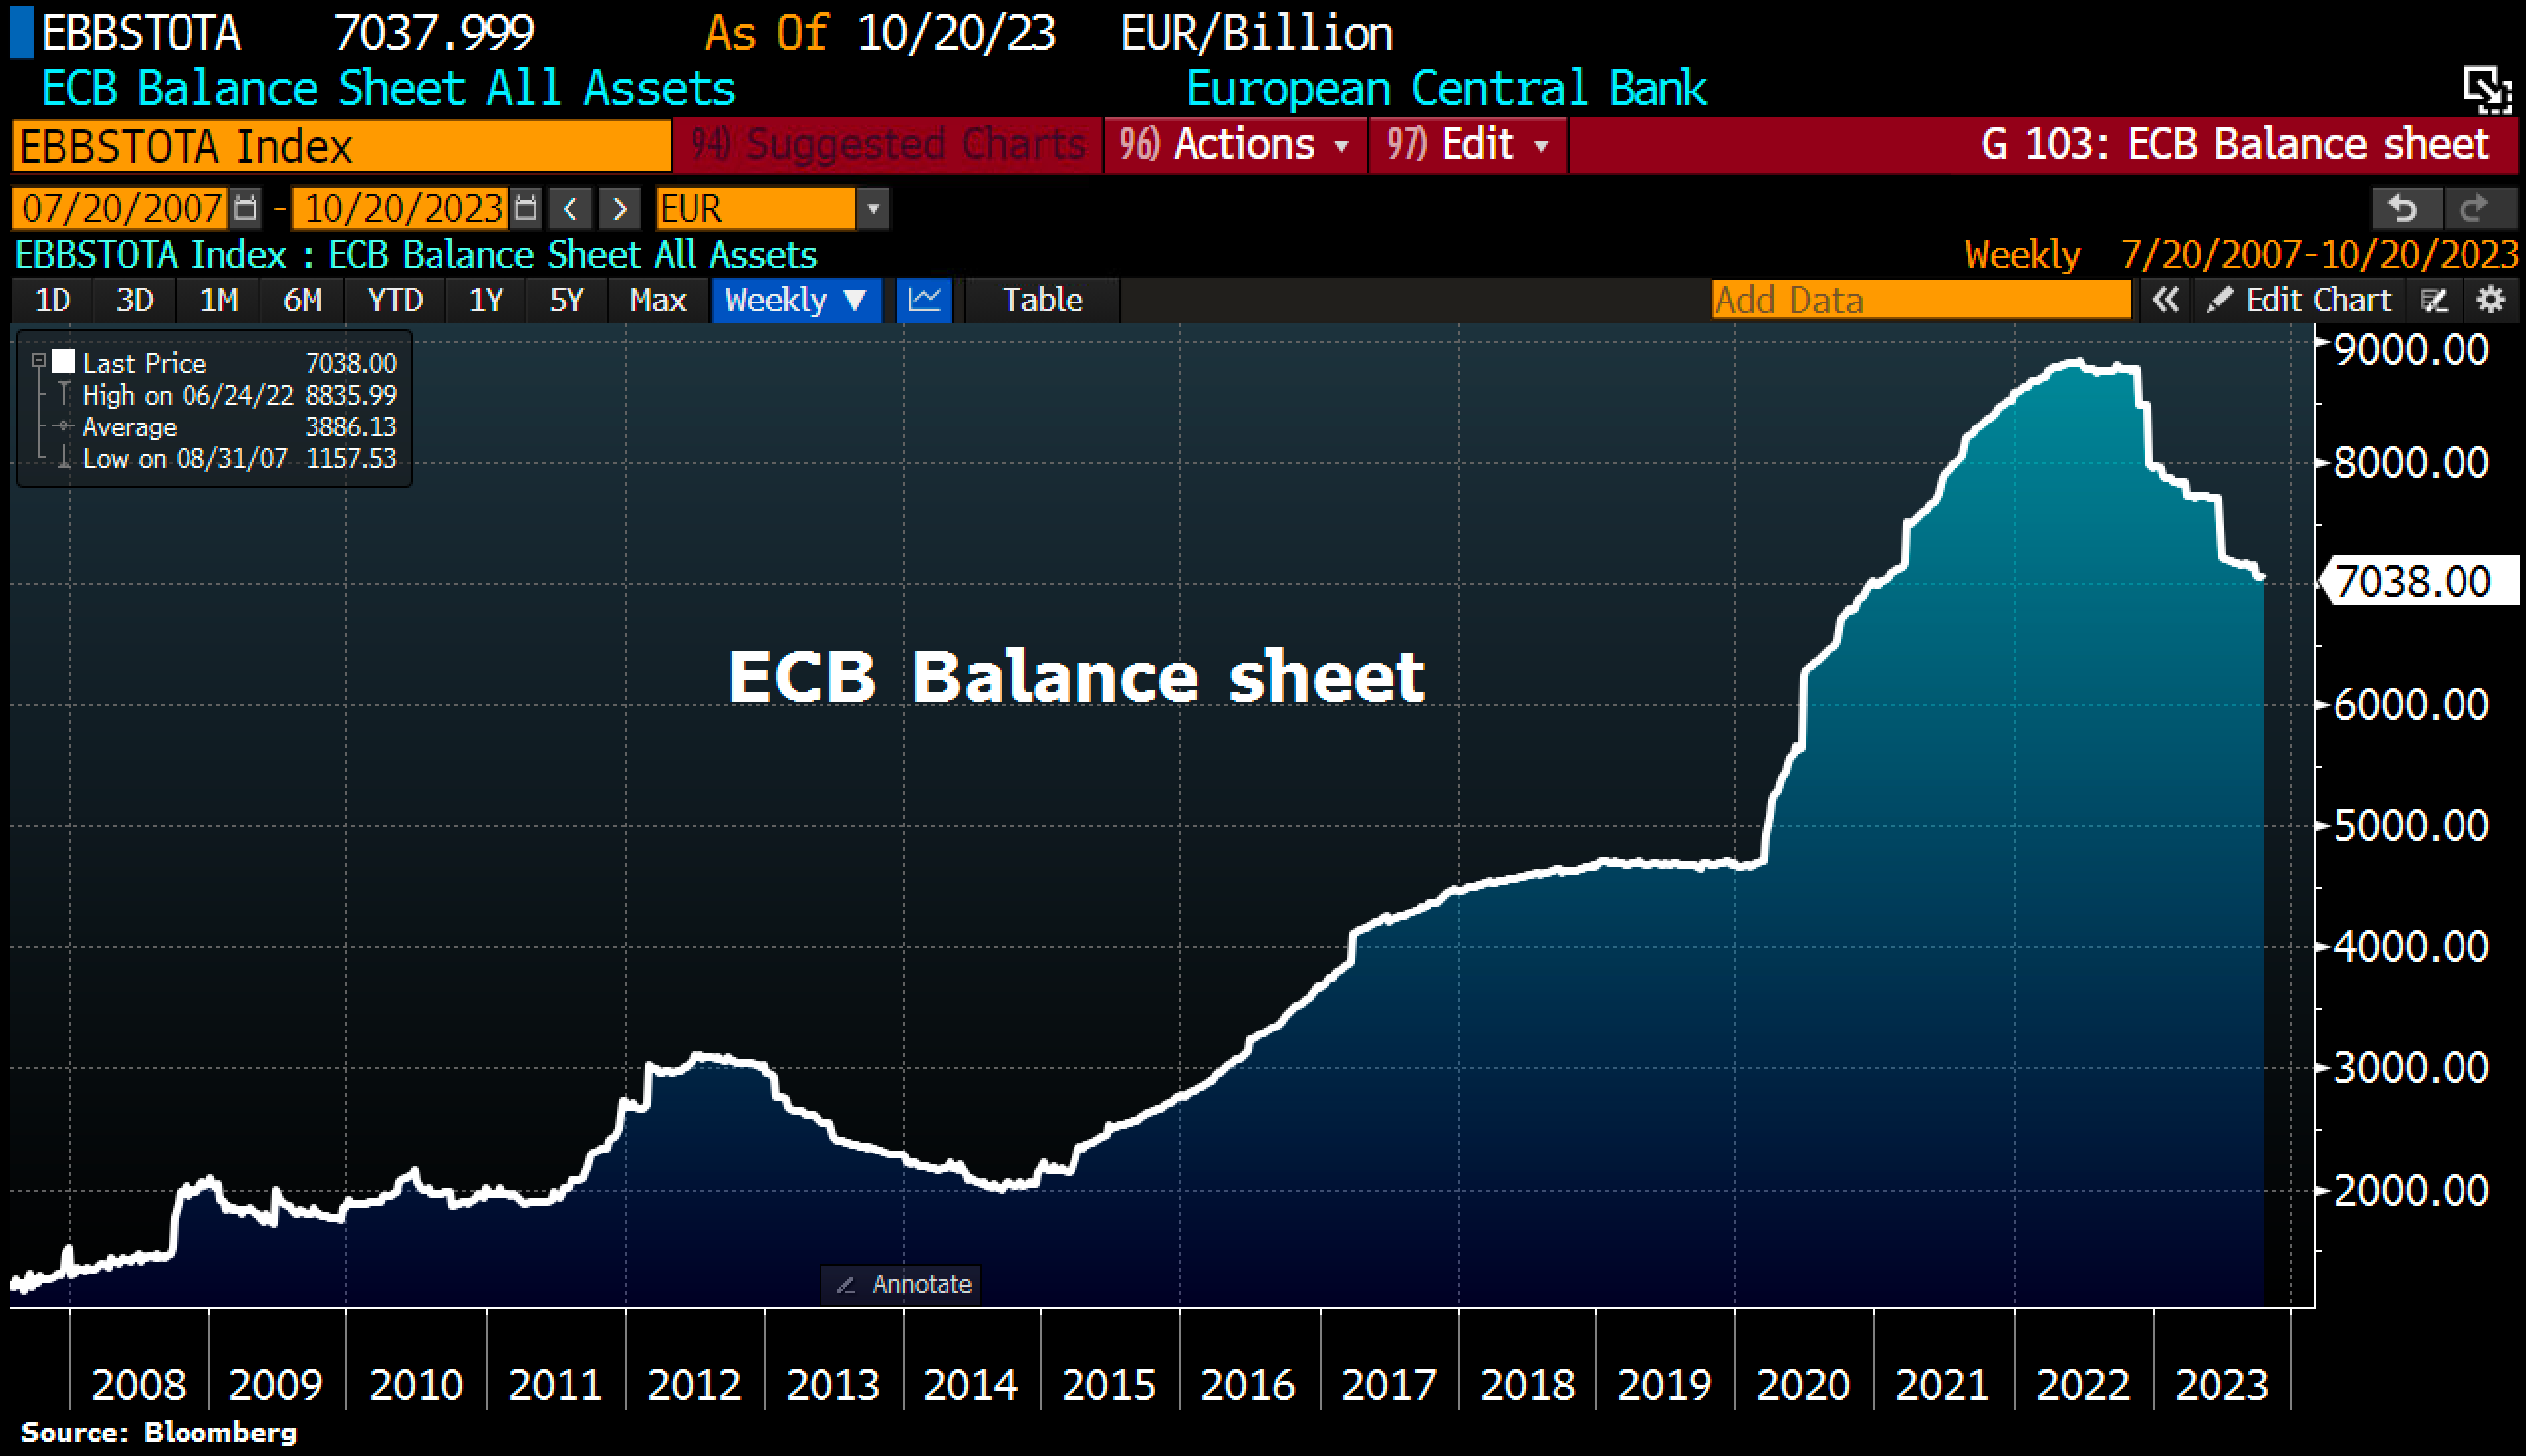 EBBSTOTA 7037.999 As Of 10/20/23 EUR/Billion
ECB Balance Sheet All Assets European Central Bank
EBBSTOTA Index 94) Suggested Charts 96) Actions 97) Edit G 103: ECB Balance sheet
07/20/2007 - 10/20/2023 EUR
EBBSTOTA Index : ECB Balance Sheet All Assets Weekly 7/20/2007-10/20/2023
1D 3D 1M 6M YTD 1Y 5Y Max Weekly ▼ Table Add Data « Edit Chart
Last Price 7038.00
High on 06/24/22 8835.99
Average 3886.13
Low on 08/31/07 1157.53
9000.00
8000.00
7038.00
ECB Balance sheet
6000.00
5000.00
4000.00
3000.00
2000.00
Annotate
2008 2009 2010 2011 2012 2013 2014 2015 2016 2017 2018 2019 2020 2021 2022 2023
Source: Bloomberg